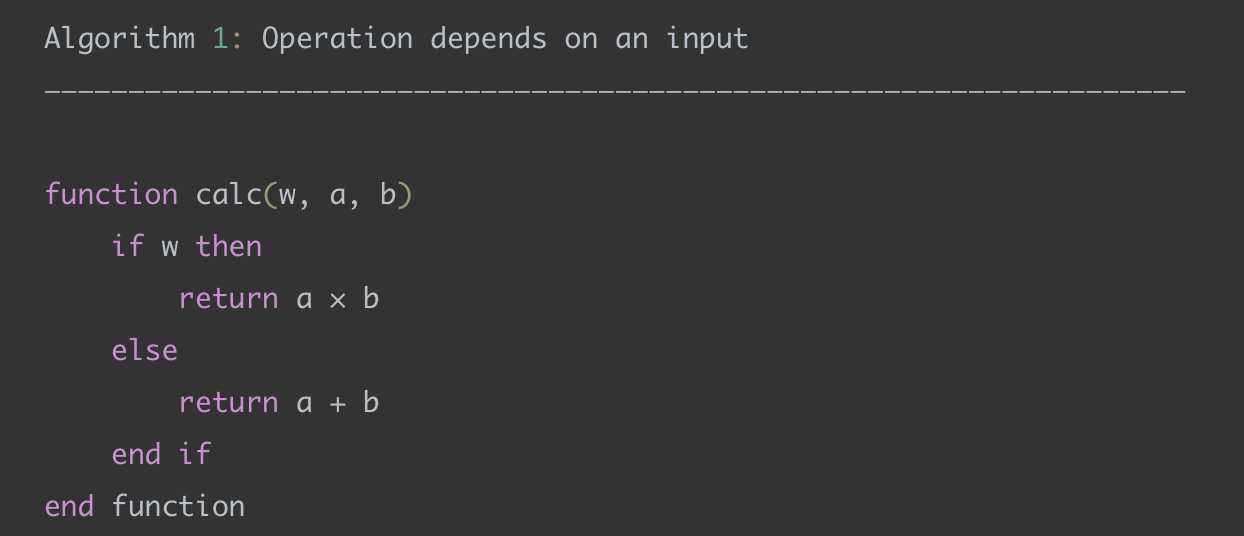 Algorithm 1: Operation depends on an input
––––––––––––––––––––––––––––––––––––––––––––––––––––––––––––––––––––
function calc(w, a, b)
    if w then
        return a × b
    else
        return a + b
    end if
end function